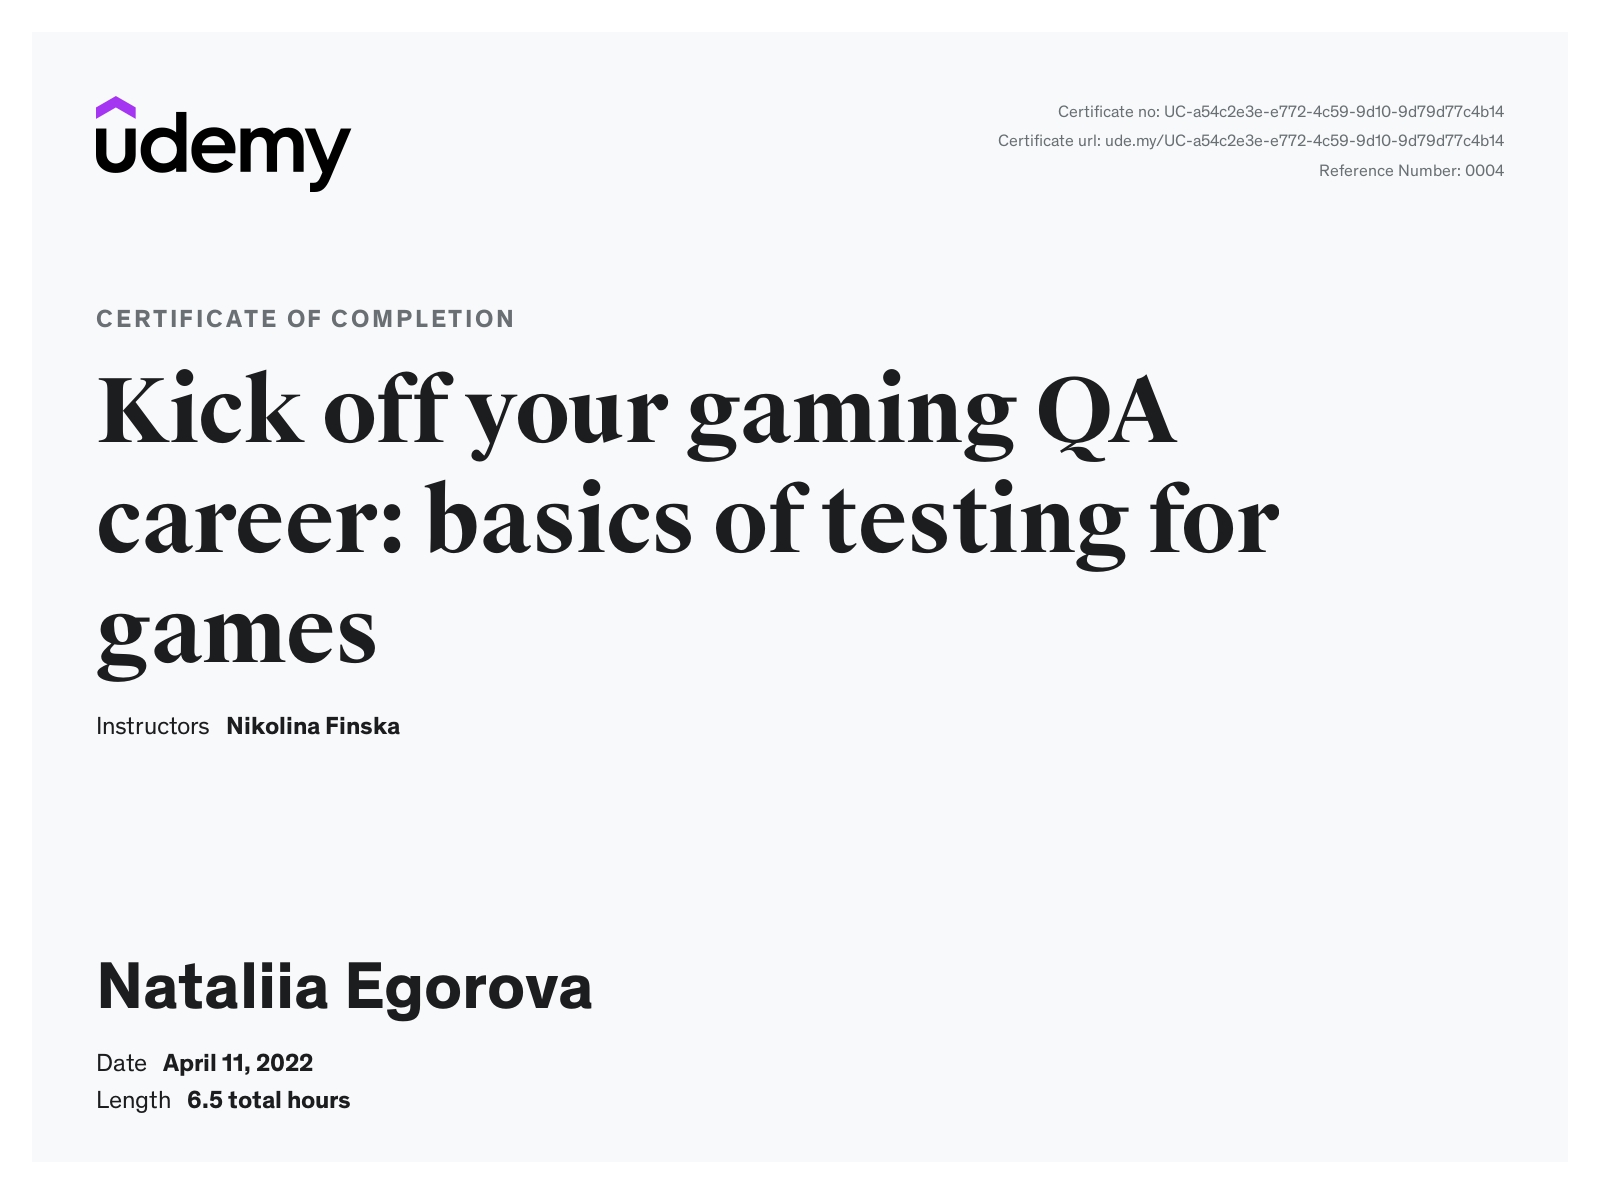 udemy
Certificate no: UC-a54c2e3e-e772-4c59-9d10-9d79d77c4b14
Certificate url: ude.my/UC-a54c2e3e-e772-4c59-9d10-9d79d77c4b14
Reference Number: 0004
CERTIFICATE OF COMPLETION
Kick off your gaming QA
career: basics of testing for
games
Instructors Nikolina Finska
Nataliia Egorova
Date April 11, 2022
Length 6.5 total hours